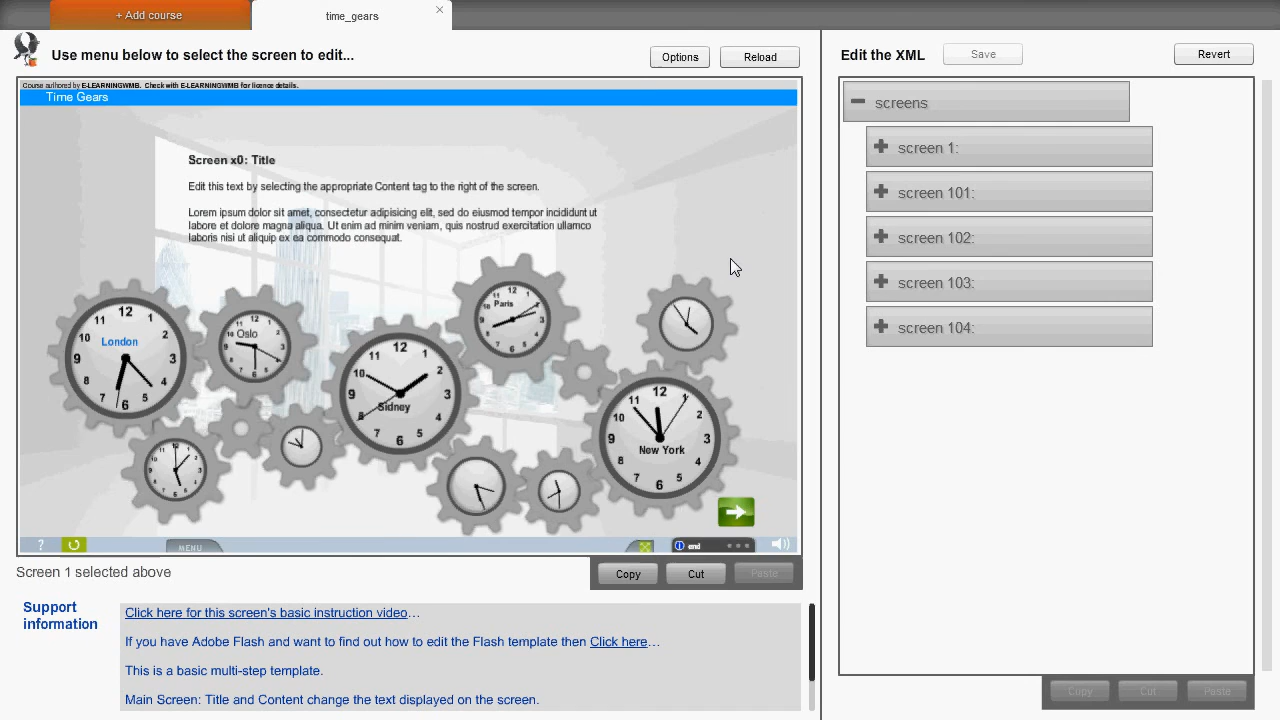 + Add course
time_gears
Use menu below to select the screen to edit...
Options
Reload
Edit the XML
Save
Revert
Course authored by E-LEARNINGWMB. Check with E-LEARNINGWMB for licence details.
Time Gears
Screen x0: Title
Edit this text by selecting the appropriate Content tag to the right of the screen.
Lorem ipsum dolor sit amet, consectetur adipisicing elit, sed do eiusmod tempor incididunt ut
labore et dolore magna aliqua. Ut enim ad minim veniam, quis nostrud exercitation ullamco
laboris nisi ut aliquip ex ea commodo consequat.
London
Oslo
Sidney
Paris
New York
?
MENU
end
Screen 1 selected above
Copy
Cut
Paste
Support
information
Click here for this screen's basic instruction video...
If you have Adobe Flash and want to find out how to edit the Flash template then Click here...
This is a basic multi-step template.
Main Screen: Title and Content change the text displayed on the screen.
screens
screen 1:
screen 101:
screen 102:
screen 103:
screen 104:
Copy
Cut
Paste